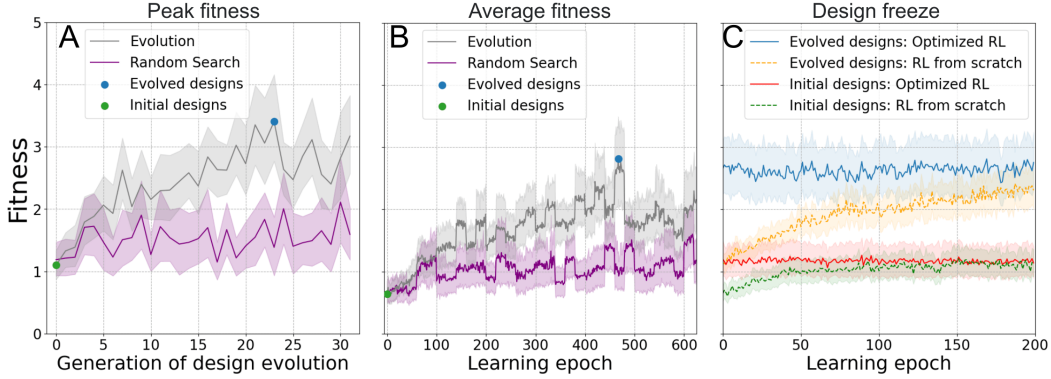 Peak fitness
A
Evolution
Random Search
Evolved designs
Initial designs
5
4
3
2
1
0
Fitness
0 5 10 15 20 25 30
Generation of design evolution
Average fitness
B
Evolution
Random Search
Evolved designs
Initial designs
0 100 200 300 400 500 600
Learning epoch
Design freeze
C
Evolved designs: Optimized RL
Evolved designs: RL from scratch
Initial designs: Optimized RL
Initial designs: RL from scratch
0 50 100 150 200
Learning epoch